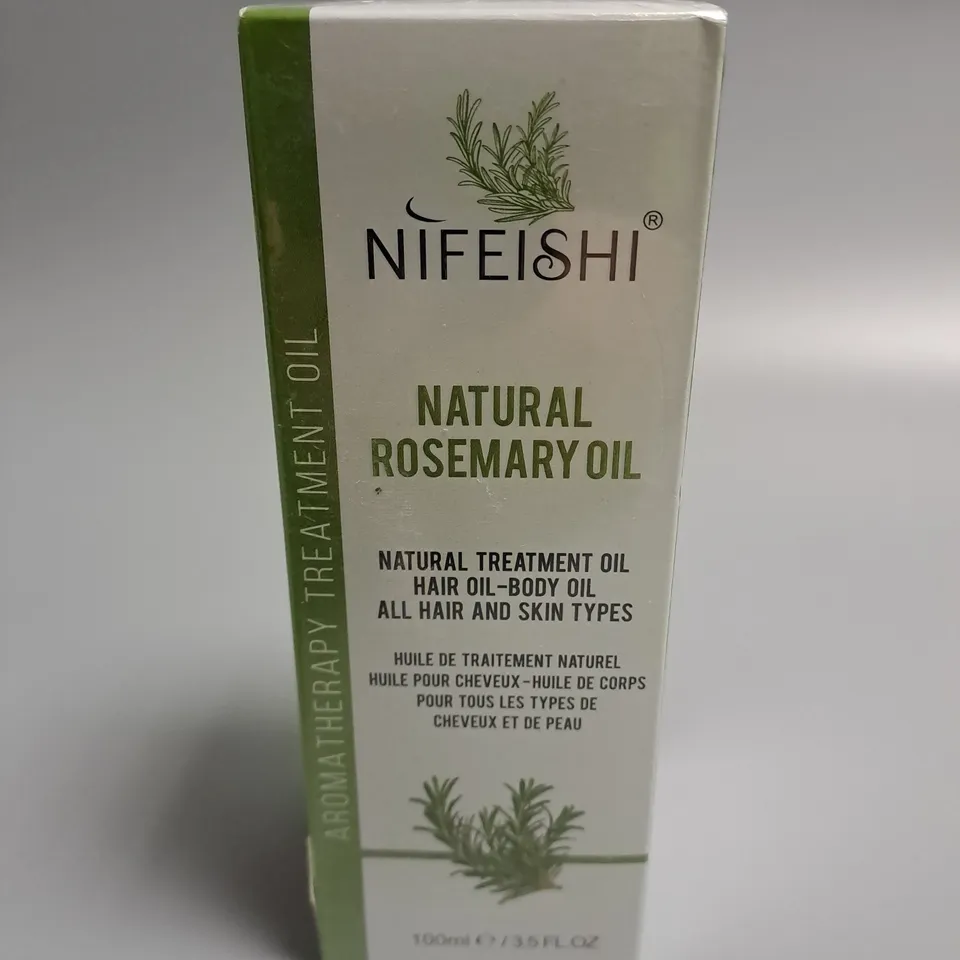 NIFEISHI®
NATURAL
ROSEMARY OIL
NATURAL TREATMENT OIL
HAIR OIL-BODY OIL
ALL HAIR AND SKIN TYPES
HUILE DE TRAITEMENT NATUREL
HUILE POUR CHEVEUX-HUILE DE CORPS
POUR TOUS LES TYPES DE
CHEVEUX ET DE PEAU
100ml ℮/3.5 FL.OZ
AROMATHERAPY TREATMENT OIL